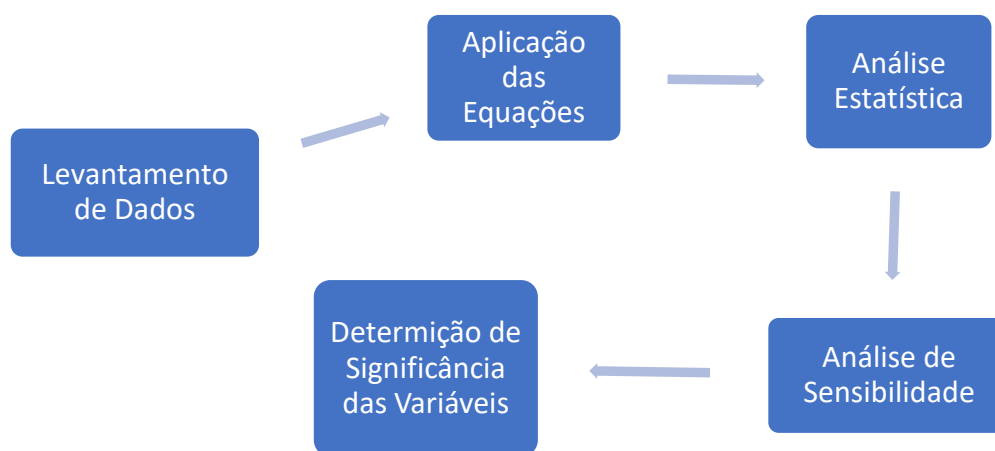 Levantamento
de Dados
Aplicação
das
Equações
Análise
Estatística
Análise de
Sensibilidade
Determição de
Significância
das Variáveis